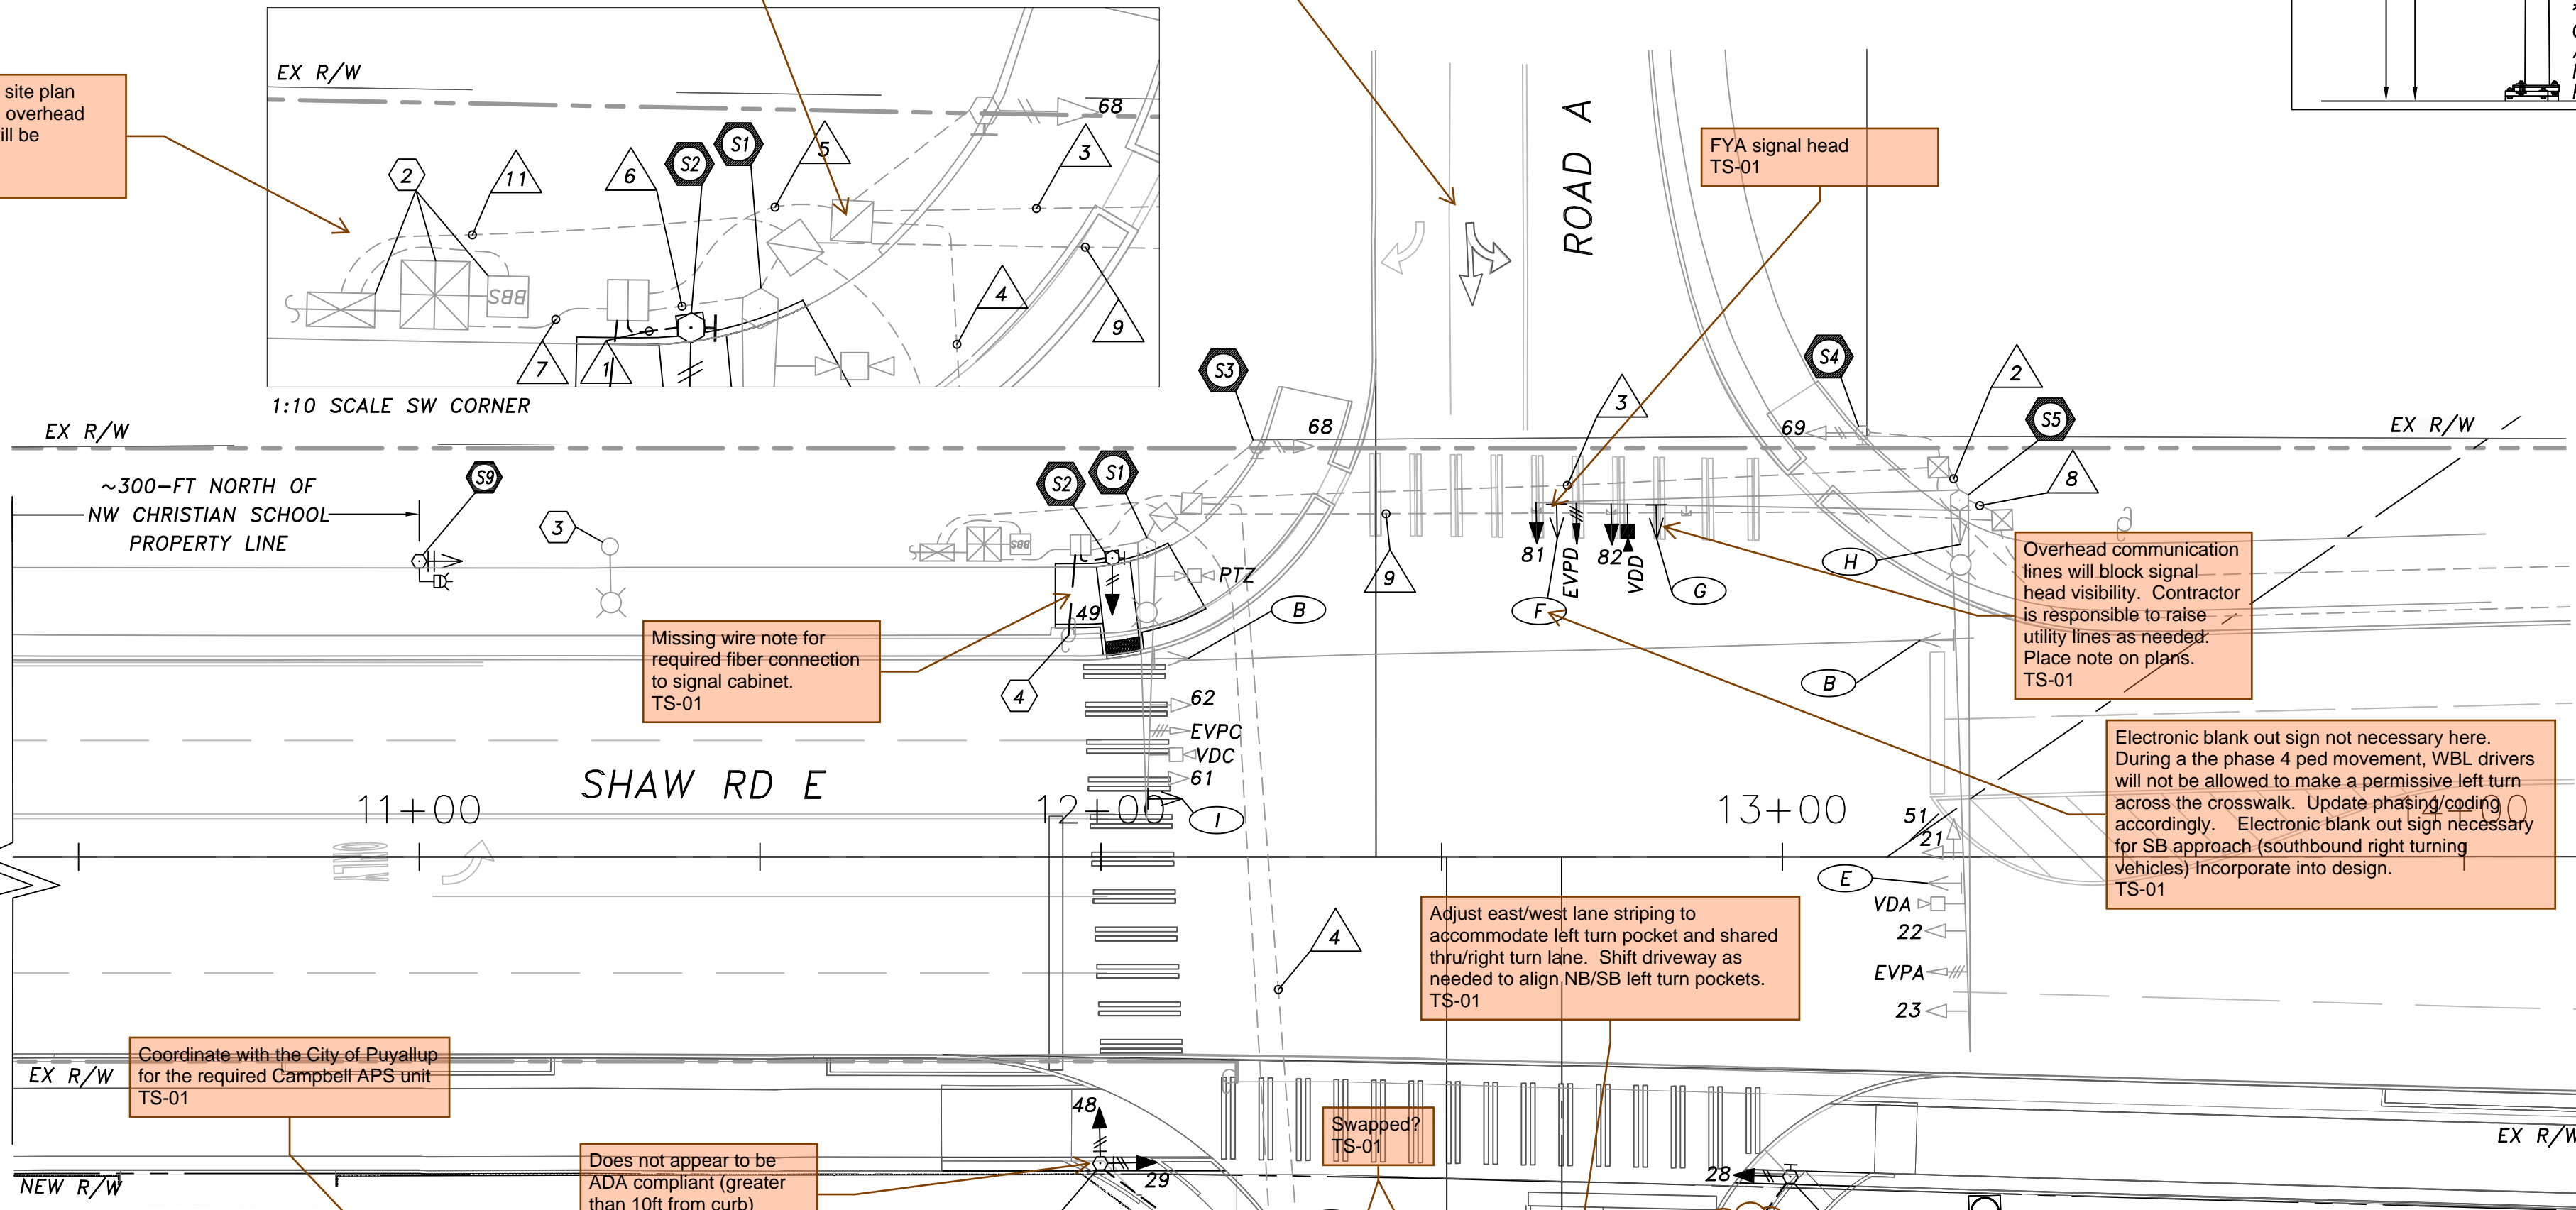 site plan
overhead
ill be
EX R/W
68
2
11
6
S2
S1
5
3
4
9
SBB
7
1
1:10 SCALE SW CORNER
ROAD A
FYA signal head
TS-01
EX R/W
~300-FT NORTH OF
NW CHRISTIAN SCHOOL
PROPERTY LINE
S9
3
S2
S1
S3
68
SBB
PTZ
49
4
B
Missing wire note for
required fiber connection
to signal cabinet.
TS-01
62
EVPC
VDC
61
I
3
9
81
EVPD
82
VDD
F
G
69
S4
2
S5
8
H
B
EX R/W
Overhead communication
lines will block signal
head visibility. Contractor
is responsible to raise
utility lines as needed.
Place note on plans.
TS-01
Electronic blank out sign not necessary here.
During a the phase 4 ped movement, WBL drivers
will not be allowed to make a permissive left turn
across the crosswalk. Update phasing/coding
accordingly. Electronic blank out sign necessary
for SB approach (southbound right turning
vehicles) Incorporate into design.
TS-01
SHAW RD E
11+00
12+00
13+00
14+00
51
21
E
VDA
22
EVPA
23
4
Adjust east/west lane striping to
accommodate left turn pocket and shared
thru/right turn lane. Shift driveway as
needed to align NB/SB left turn pockets.
TS-01
Coordinate with the City of Puyallup
for the required Campbell APS unit
TS-01
EX R/W
NEW R/W
Does not appear to be
ADA compliant (greater
than 10ft from curb)
48
29
Swapped?
TS-01
28
EX R/W